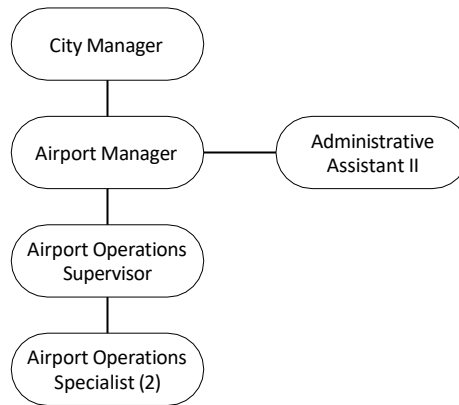 City Manager
Airport Manager
Administrative
Assistant II
Airport Operations
Supervisor
Airport Operations
Specialist (2)